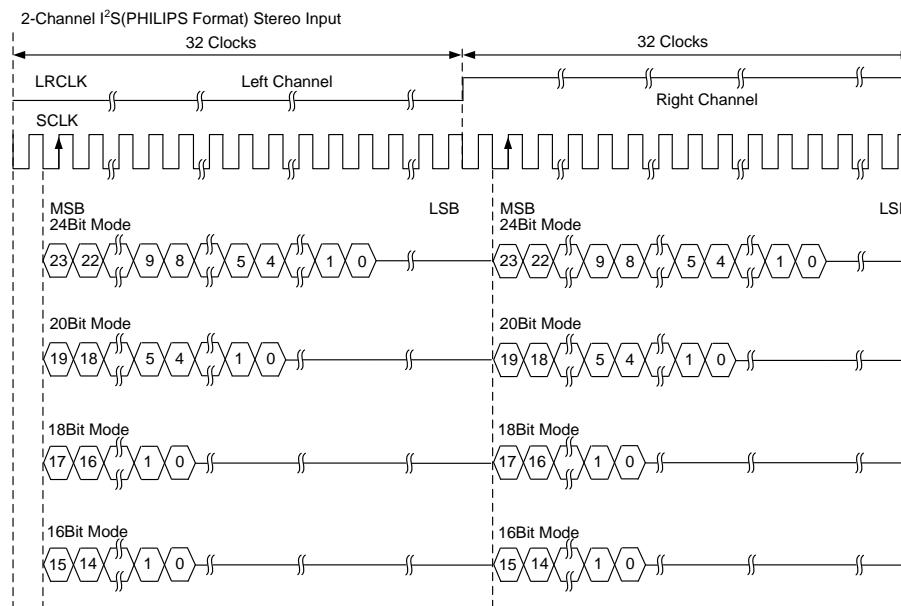 2-Channel I²S(PHILIPS Format) Stereo Input
32 Clocks 32 Clocks
LRCLK Left Channel
Right Channel
SCLK
MSB LSB MSB
24Bit Mode 24Bit Mode
23 22 9 8 5 4 1 0 23 22 9 8 5 4 1 0
20Bit Mode 20Bit Mode
19 18 5 4 1 0 19 18 5 4 1 0
18Bit Mode 18Bit Mode
17 16 1 0 17 16 1 0
16Bit Mode 16Bit Mode
15 14 1 0 15 14 1 0